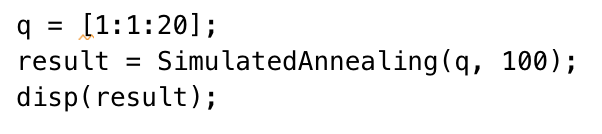 q = [1:1:20];
result = SimulatedAnnealing(q, 100);
disp(result);